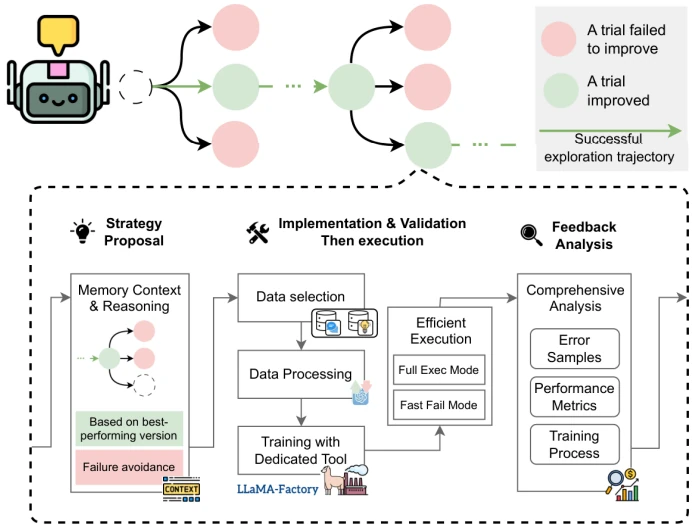 A trial failed
to improve
A trial
improved
Successful
exploration trajectory
Strategy
Proposal
Implementation & Validation
Then execution
Feedback
Analysis
Memory Context
& Reasoning
Based on best-
performing version
Failure avoidance
CONTEXT
Data selection
Data Processing
Training with
Dedicated Tool
LLaMA-Factory
Efficient
Execution
Full Exec Mode
Fast Fail Mode
Comprehensive
Analysis
Error
Samples
Performance
Metrics
Training
Process